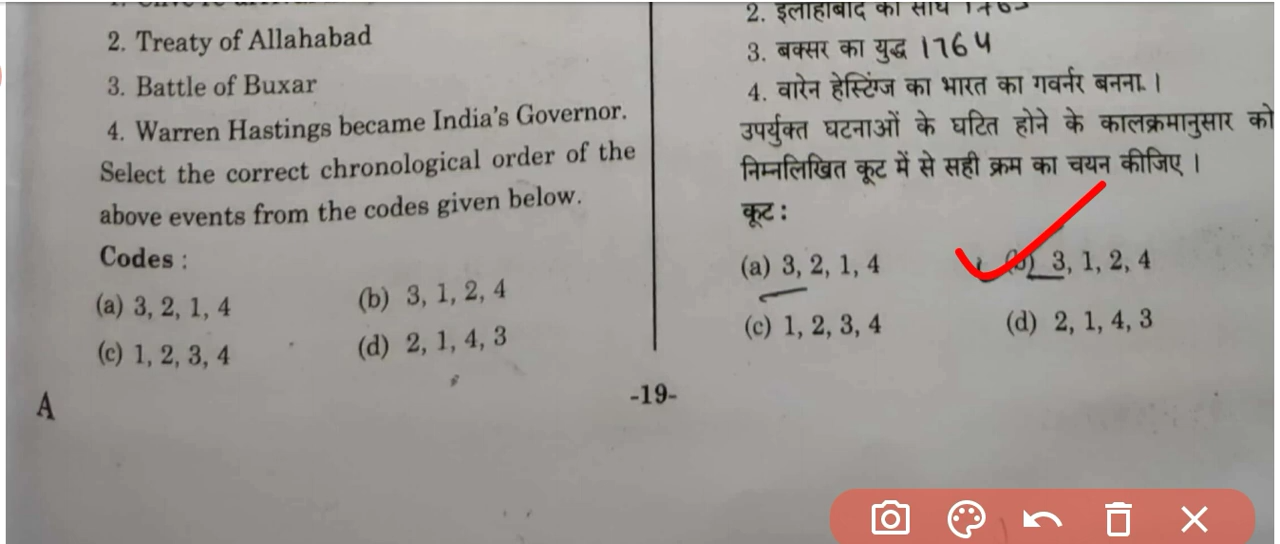 2. Treaty of Allahabad
3. Battle of Buxar
4. Warren Hastings became India's Governor.
Select the correct chronological order of the
above events from the codes given below.
Codes :
(a) 3, 2, 1, 4
(b) 3, 1, 2, 4
(c) 1, 2, 3, 4
(d) 2, 1, 4, 3
A
2. इलाहाबाद की
3. बक्सर का युद्ध 1764
4. वारेन हेस्टिंग्ज का भारत का गवर्नर बनना ।
उपर्युक्त घटनाओं के घटित होने के कालक्रमानुसार को
निम्नलिखित कूट में से सही क्रम का चयन कीजिए ।
कूट :
(a) 3, 2, 1, 4
(b) 3, 1, 2, 4
(c) 1, 2, 3, 4
(d) 2, 1, 4, 3
-19-